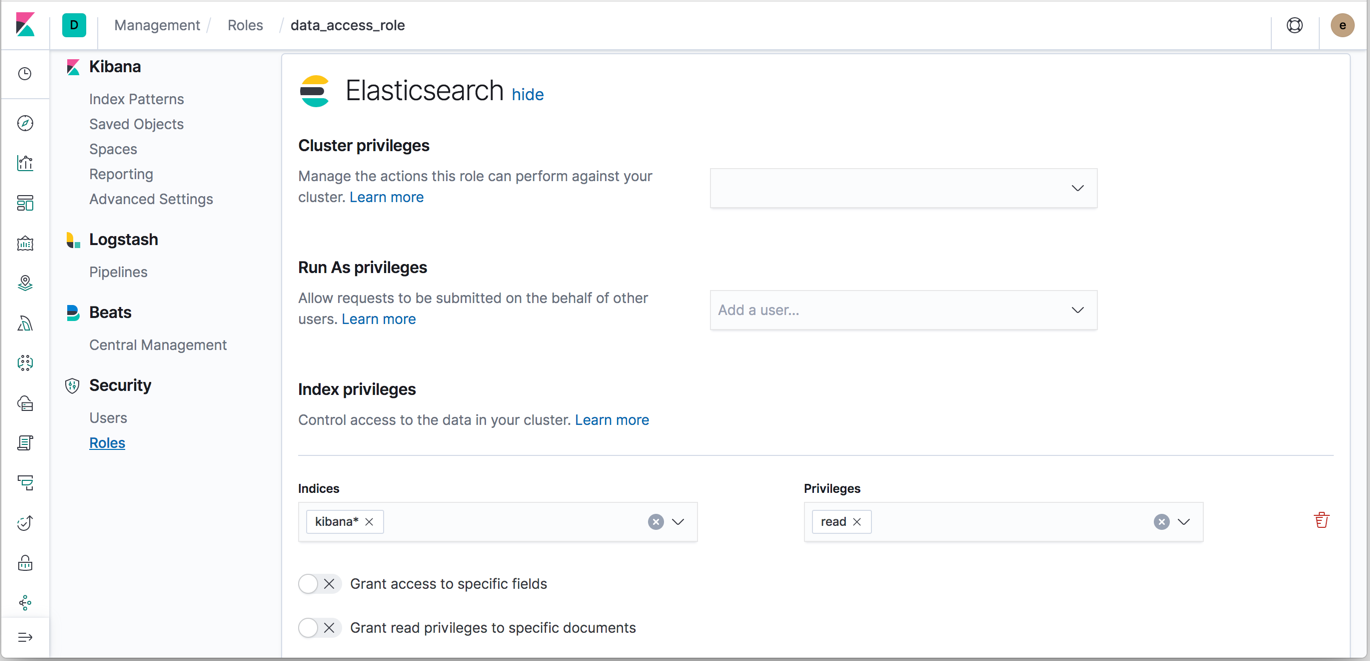 D Management / Roles / data_access_role e
Kibana
Index Patterns
Saved Objects
Spaces
Reporting
Advanced Settings
Logstash
Pipelines
Beats
Central Management
Security
Users
Roles
Elasticsearch hide
Cluster privileges
Manage the actions this role can perform against your
cluster. Learn more
Run As privileges
Allow requests to be submitted on the behalf of other
users. Learn more
Add a user...
Index privileges
Control access to the data in your cluster. Learn more
Indices
kibana*
Privileges
read
Grant access to specific fields
Grant read privileges to specific documents